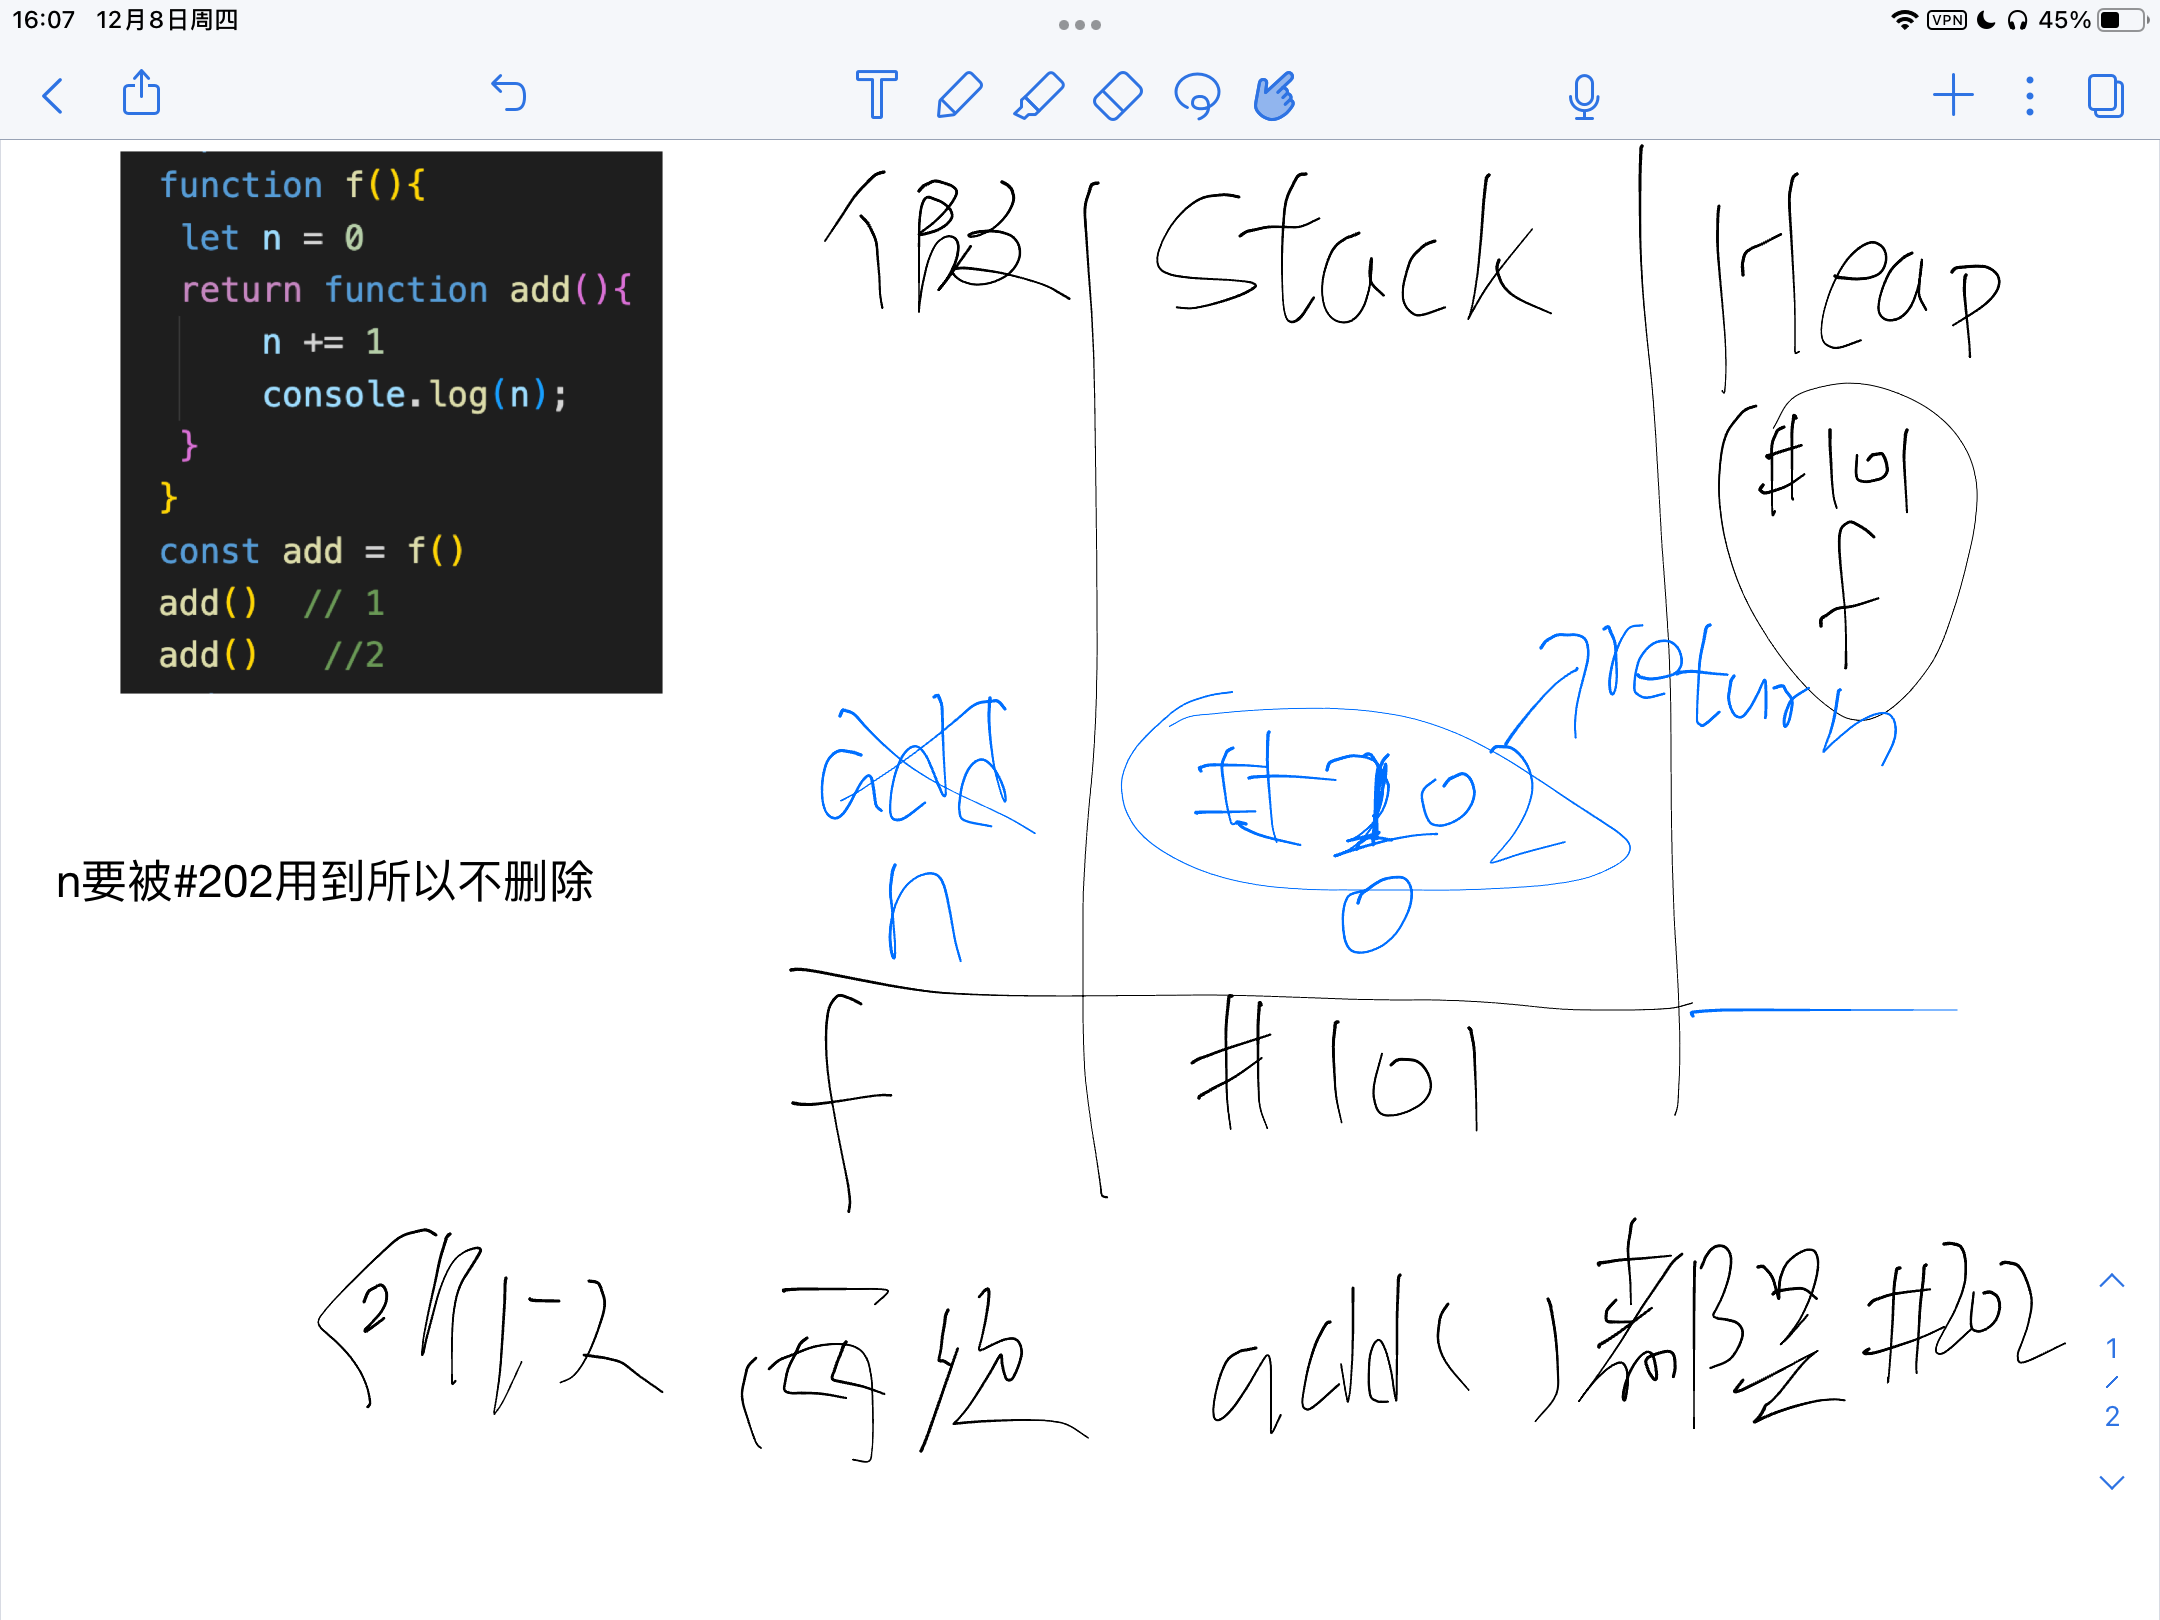 16:07 12月8日周四
VPN 45%
function f(){
let n = 0
return function add(){
n += 1
console.log(n);
}
}
const add = f()
add() // 1
add() //2
n要被#202用到所以不删除
假 Stack Heap
#101
f
return
add #202
n 0
f #101
所以 两次 add()都是#202
1
/
2